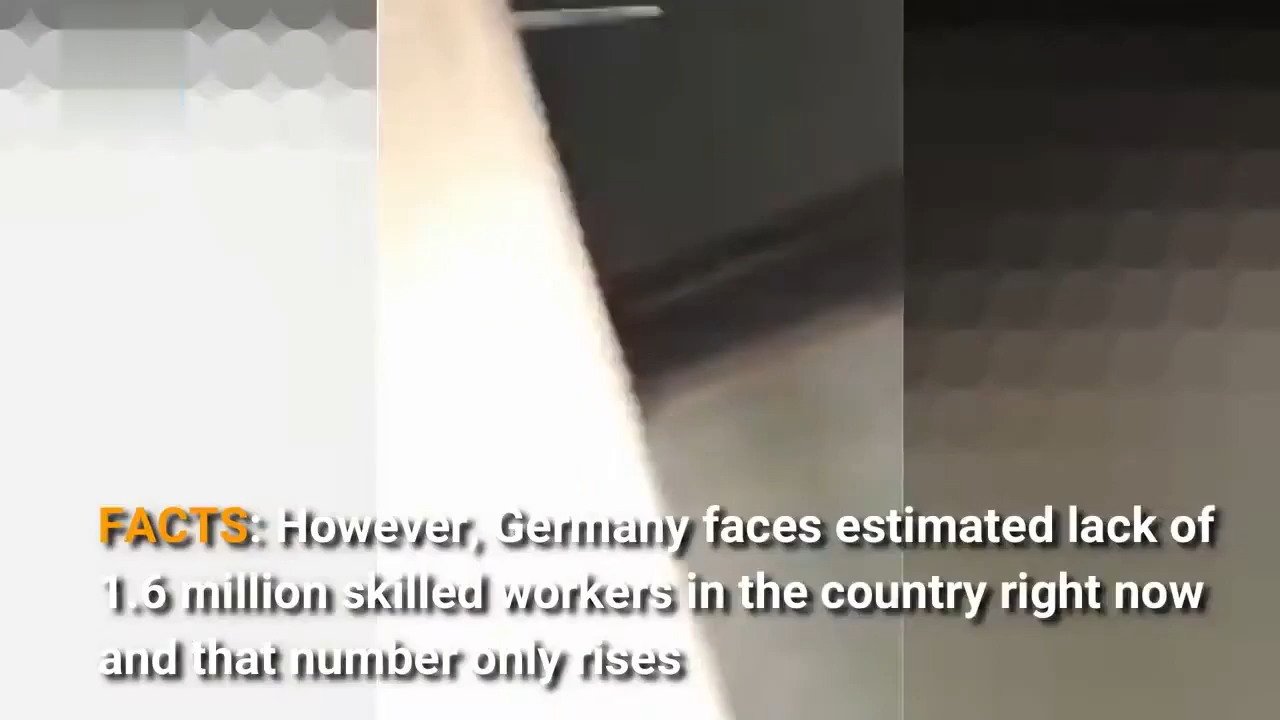 FACTS: However, Germany faces estimated lack of
1.6 million skilled workers in the country right now
and that number only rises